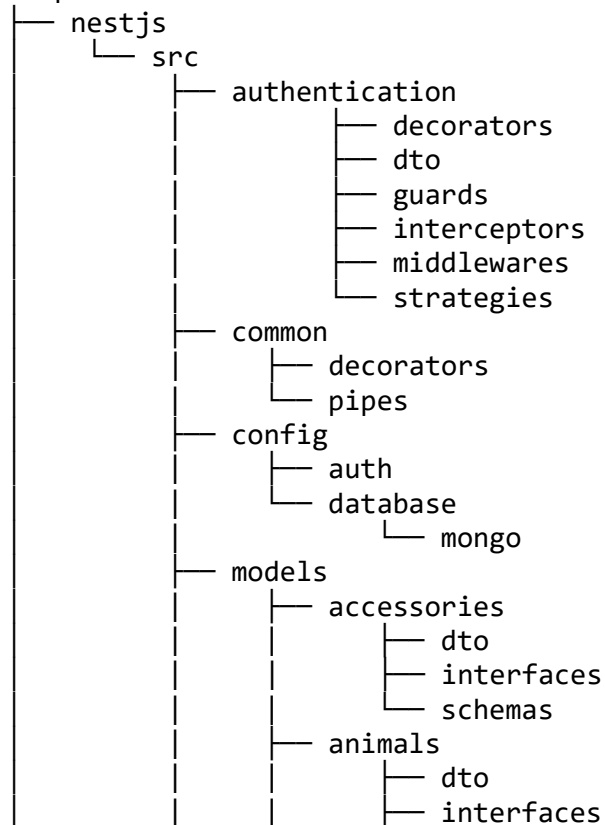 ├── nestjs
│   └── src
│       ├── authentication
│       │       ├── decorators
│       │       ├── dto
│       │       ├── guards
│       │       ├── interceptors
│       │       ├── middlewares
│       │       └── strategies
│       ├── common
│       │   ├── decorators
│       │   └── pipes
│       ├── config
│       │   ├── auth
│       │   └── database
│       │         └── mongo
│       ├── models
│       │   ├── accessories
│       │   │     ├── dto
│       │   │     ├── interfaces
│       │   │     └── schemas
│       │   ├── animals
│       │   │     ├── dto
│       │   │     ├── interfaces